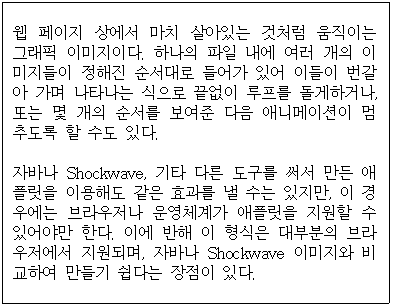 웹 페이지 상에서 마치 살아있는 것처럼 움직이는
그래픽 이미지이다. 하나의 파일 내에 여러 개의 이
미지들이 정해진 순서대로 들어가 있어 이들이 번갈
아 가며 나타나는 식으로 끝없이 루프를 돌게하거나,
또는 몇 개의 순서를 보여준 다음 애니메이션이 멈
추도록 할 수도 있다.
자바나 Shockwave, 기타 다른 도구를 써서 만든 애
플릿을 이용해도 같은 효과를 낼 수는 있지만, 이 경
우에는 브라우저나 운영체계가 애플릿을 지원할 수
있어야만 한다. 이에 반해 이 형식은 대부분의 브라
우저에서 지원되며, 자바나 Shockwave 이미지와 비
교하여 만들기 쉽다는 장점이 있다.